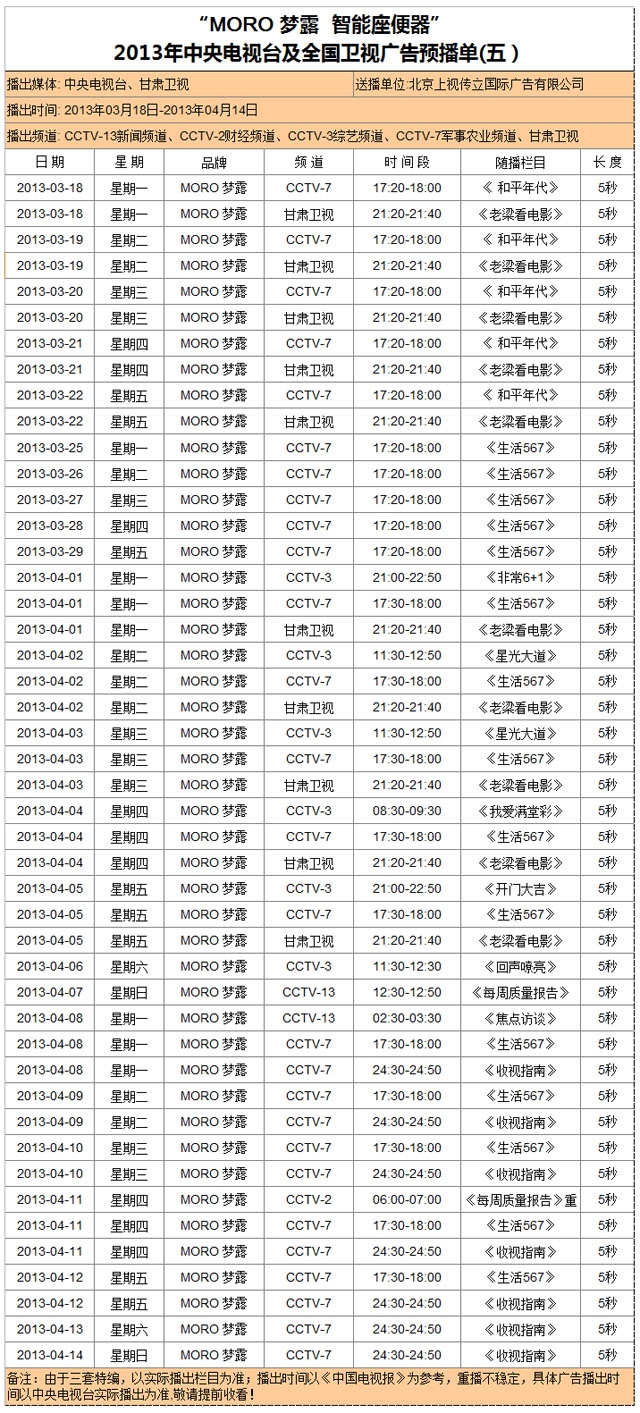 “MORO 梦露 智能座便器”
2013年中央电视台及全国卫视广告预播单(五 )
播出媒体: 中央电视台、甘肃卫视 送播单位:北京上视传立国际广告有限公司
播出时间: 2013年03月18日-2013年04月14日
播出频道: CCTV-13新闻频道、CCTV-2财经频道、CCTV-3综艺频道、CCTV-7军事农业频道、甘肃卫视
日 期 星 期 品牌 频 道 时 间 段 随播栏目 长 度
2013-03-18 星期一 MORO 梦露 CCTV-7 17:20-18:00 《 和平年代》 5秒
2013-03-18 星期一 MORO 梦露 甘肃卫视 21:20-21:40 《老梁看电影》 5秒
2013-03-19 星期二 MORO 梦露 CCTV-7 17:20-18:00 《 和平年代》 5秒
2013-03-19 星期二 MORO 梦露 甘肃卫视 21:20-21:40 《老梁看电影》 5秒
2013-03-20 星期三 MORO 梦露 CCTV-7 17:20-18:00 《 和平年代》 5秒
2013-03-20 星期三 MORO 梦露 甘肃卫视 21:20-21:40 《老梁看电影》 5秒
2013-03-21 星期四 MORO 梦露 CCTV-7 17:20-18:00 《 和平年代》 5秒
2013-03-21 星期四 MORO 梦露 甘肃卫视 21:20-21:40 《老梁看电影》 5秒
2013-03-22 星期五 MORO 梦露 CCTV-7 17:20-18:00 《 和平年代》 5秒
2013-03-22 星期五 MORO 梦露 甘肃卫视 21:20-21:40 《老梁看电影》 5秒
2013-03-25 星期一 MORO 梦露 CCTV-7 17:20-18:00 《生活567》 5秒
2013-03-26 星期二 MORO 梦露 CCTV-7 17:20-18:00 《生活567》 5秒
2013-03-27 星期三 MORO 梦露 CCTV-7 17:20-18:00 《生活567》 5秒
2013-03-28 星期四 MORO 梦露 CCTV-7 17:20-18:00 《生活567》 5秒
2013-03-29 星期五 MORO 梦露 CCTV-7 17:20-18:00 《生活567》 5秒
2013-04-01 星期一 MORO 梦露 CCTV-3 21:00-22:50 《非常6+1》 5秒
2013-04-01 星期一 MORO 梦露 CCTV-7 17:30-18:00 《生活567》 5秒
2013-04-01 星期一 MORO 梦露 甘肃卫视 21:20-21:40 《老梁看电影》 5秒
2013-04-02 星期二 MORO 梦露 CCTV-3 11:30-12:50 《星光大道》 5秒
2013-04-02 星期二 MORO 梦露 CCTV-7 17:30-18:00 《生活567》 5秒
2013-04-02 星期二 MORO 梦露 甘肃卫视 21:20-21:40 《老梁看电影》 5秒
2013-04-03 星期三 MORO 梦露 CCTV-3 11:30-12:50 《星光大道》 5秒
2013-04-03 星期三 MORO 梦露 CCTV-7 17:30-18:00 《生活567》 5秒
2013-04-03 星期三 MORO 梦露 甘肃卫视 21:20-21:40 《老梁看电影》 5秒
2013-04-04 星期四 MORO 梦露 CCTV-3 08:30-09:30 《我爱满堂彩》 5秒
2013-04-04 星期四 MORO 梦露 CCTV-7 17:30-18:00 《生活567》 5秒
2013-04-04 星期四 MORO 梦露 甘肃卫视 21:20-21:40 《老梁看电影》 5秒
2013-04-05 星期五 MORO 梦露 CCTV-3 21:00-22:50 《开门大吉》 5秒
2013-04-05 星期五 MORO 梦露 CCTV-7 17:30-18:00 《生活567》 5秒
2013-04-05 星期五 MORO 梦露 甘肃卫视 21:20-21:40 《老梁看电影》 5秒
2013-04-06 星期六 MORO 梦露 CCTV-3 11:30-12:30 《回声嘹亮》 5秒
2013-04-07 星期日 MORO 梦露 CCTV-13 12:30-12:50 《每周质量报告》 5秒
2013-04-08 星期一 MORO 梦露 CCTV-13 02:30-03:30 《焦点访谈》 5秒
2013-04-08 星期一 MORO 梦露 CCTV-7 17:30-18:00 《生活567》 5秒
2013-04-08 星期一 MORO 梦露 CCTV-7 24:30-24:50 《收视指南》 5秒
2013-04-09 星期二 MORO 梦露 CCTV-7 17:30-18:00 《生活567》 5秒
2013-04-09 星期二 MORO 梦露 CCTV-7 24:30-24:50 《收视指南》 5秒
2013-04-10 星期三 MORO 梦露 CCTV-7 17:30-18:00 《生活567》 5秒
2013-04-10 星期三 MORO 梦露 CCTV-7 24:30-24:50 《收视指南》 5秒
2013-04-11 星期四 MORO 梦露 CCTV-2 06:00-07:00 《每周质量报告》重 5秒
2013-04-11 星期四 MORO 梦露 CCTV-7 17:30-18:00 《生活567》 5秒
2013-04-11 星期四 MORO 梦露 CCTV-7 24:30-24:50 《收视指南》 5秒
2013-04-12 星期五 MORO 梦露 CCTV-7 17:30-18:00 《生活567》 5秒
2013-04-12 星期五 MORO 梦露 CCTV-7 24:30-24:50 《收视指南》 5秒
2013-04-13 星期六 MORO 梦露 CCTV-7 24:30-24:50 《收视指南》 5秒
2013-04-14 星期日 MORO 梦露 CCTV-7 24:30-24:50 《收视指南》 5秒
备注：由于三套特编，以实际播出栏目为准；播出时间以《中国电视报》为参考，重播不稳定，具体广告播出时
间以中央电视台实际播出为准.敬请提前收看！